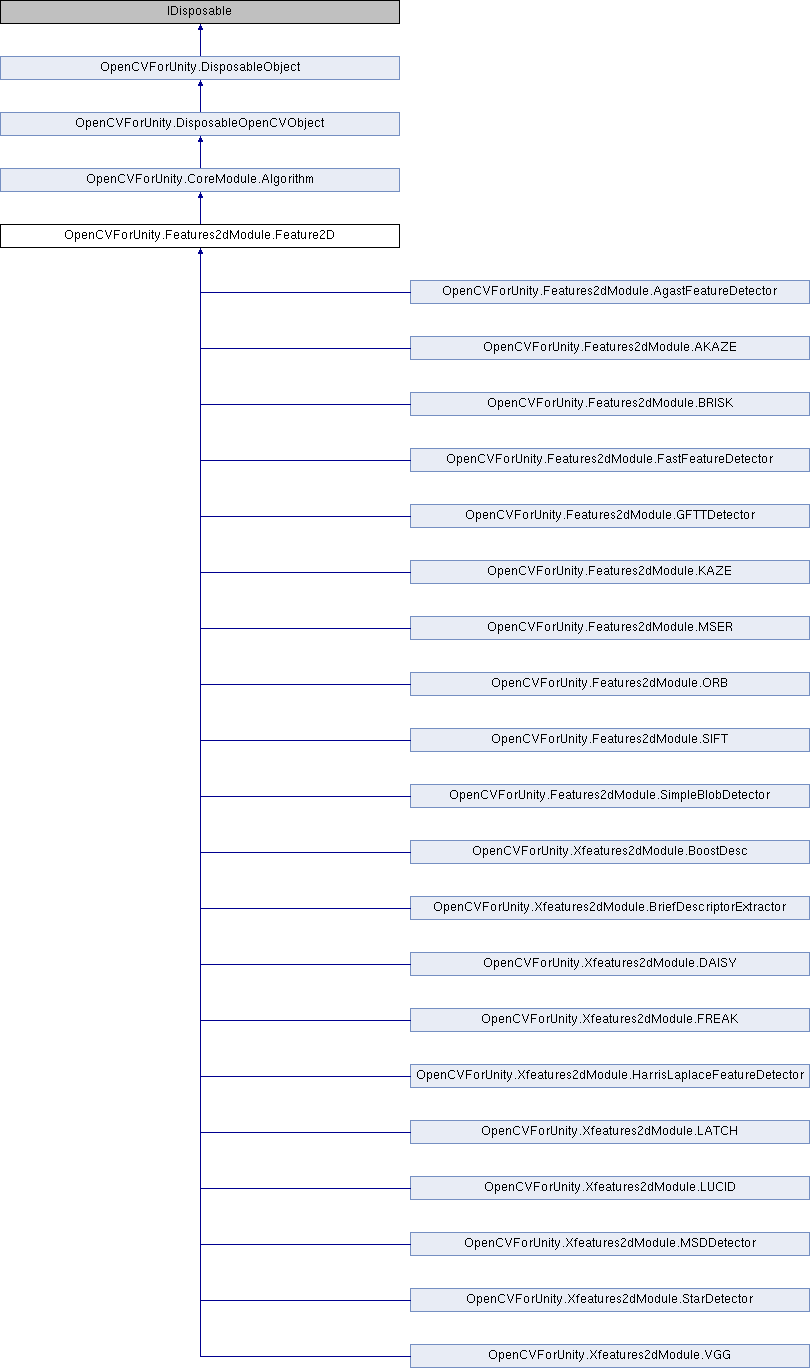 IDisposable
OpenCVForUnity.DisposableObject
OpenCVForUnity.DisposableOpenCVObject
OpenCVForUnity.CoreModule.Algorithm
OpenCVForUnity.Features2dModule.Feature2D
OpenCVForUnity.Features2dModule.AgastFeatureDetector
OpenCVForUnity.Features2dModule.AKAZE
OpenCVForUnity.Features2dModule.BRISK
OpenCVForUnity.Features2dModule.FastFeatureDetector
OpenCVForUnity.Features2dModule.GFTTDetector
OpenCVForUnity.Features2dModule.KAZE
OpenCVForUnity.Features2dModule.MSER
OpenCVForUnity.Features2dModule.ORB
OpenCVForUnity.Features2dModule.SIFT
OpenCVForUnity.Features2dModule.SimpleBlobDetector
OpenCVForUnity.Xfeatures2dModule.BoostDesc
OpenCVForUnity.Xfeatures2dModule.BriefDescriptorExtractor
OpenCVForUnity.Xfeatures2dModule.DAISY
OpenCVForUnity.Xfeatures2dModule.FREAK
OpenCVForUnity.Xfeatures2dModule.HarrisLaplaceFeatureDetector
OpenCVForUnity.Xfeatures2dModule.LATCH
OpenCVForUnity.Xfeatures2dModule.LUCID
OpenCVForUnity.Xfeatures2dModule.MSDDetector
OpenCVForUnity.Xfeatures2dModule.StarDetector
OpenCVForUnity.Xfeatures2dModule.VGG